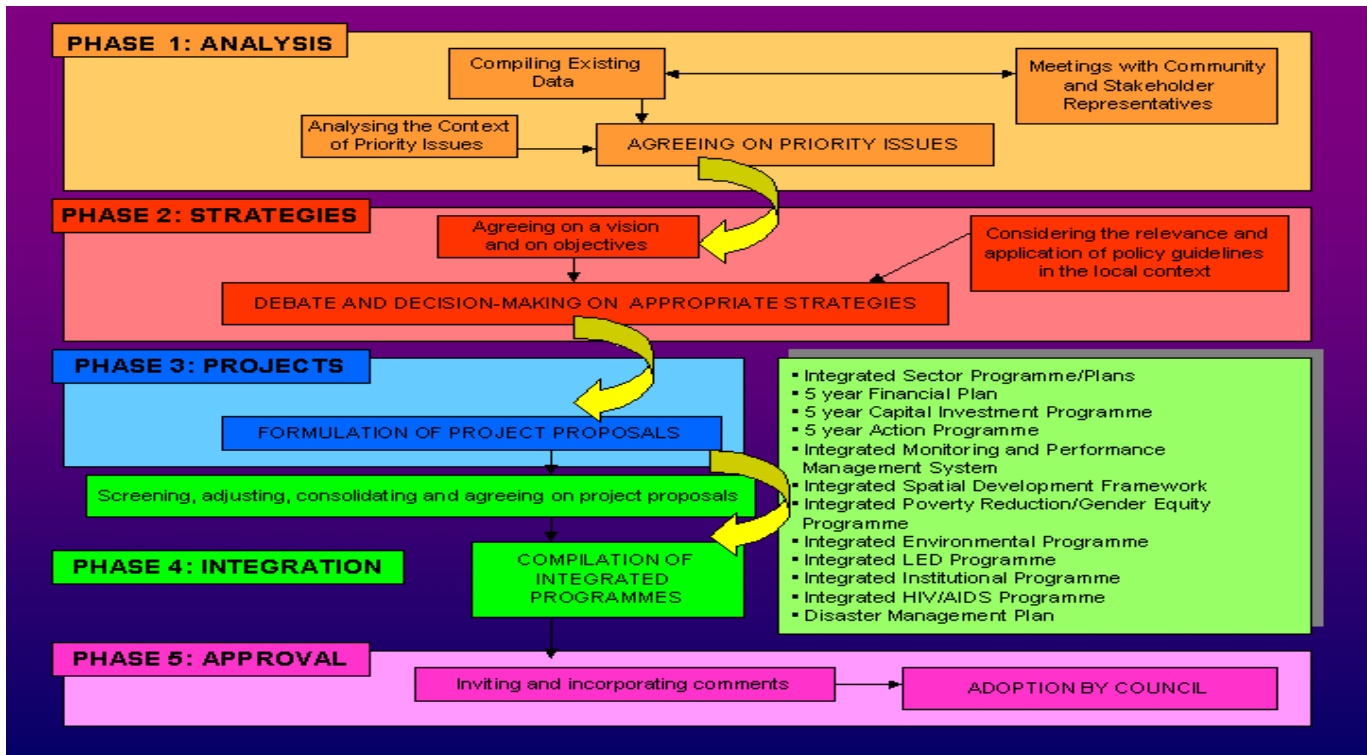 PHASE 1: ANALYSIS
Compiling Existing
Data
Meetings with Community
and Stakeholder
Representatives
Analysing the Context
of Priority Issues
AGREEING ON PRIORITY ISSUES
PHASE 2: STRATEGIES
Agreeing on a vision
and on objectives
Considering the relevance and
application of policy guidelines
in the local context
DEBATE AND DECISION-MAKING ON APPROPRIATE STRATEGIES
PHASE 3: PROJECTS
FORMULATION OF PROJECT PROPOSALS
Screening, adjusting, consolidating and agreeing on project proposals
PHASE 4: INTEGRATION
COMPILATION OF
INTEGRATED
PROGRAMMES
▪ Integrated Sector Programme/Plans
▪ 5 year Financial Plan
▪ 5 year Capital Investment Programme
▪ 5 year Action Programme
▪ Integrated Monitoring and Performance
Management System
▪ Integrated Spatial Development Framework
▪ Integrated Poverty Reduction/Gender Equity
Programme
▪ Integrated Environmental Programme
▪ Integrated LED Programme
▪ Integrated Institutional Programme
▪ Integrated HIV/AIDS Programme
▪ Disaster Management Plan
PHASE 5: APPROVAL
Inviting and incorporating comments
ADOPTION BY COUNCIL